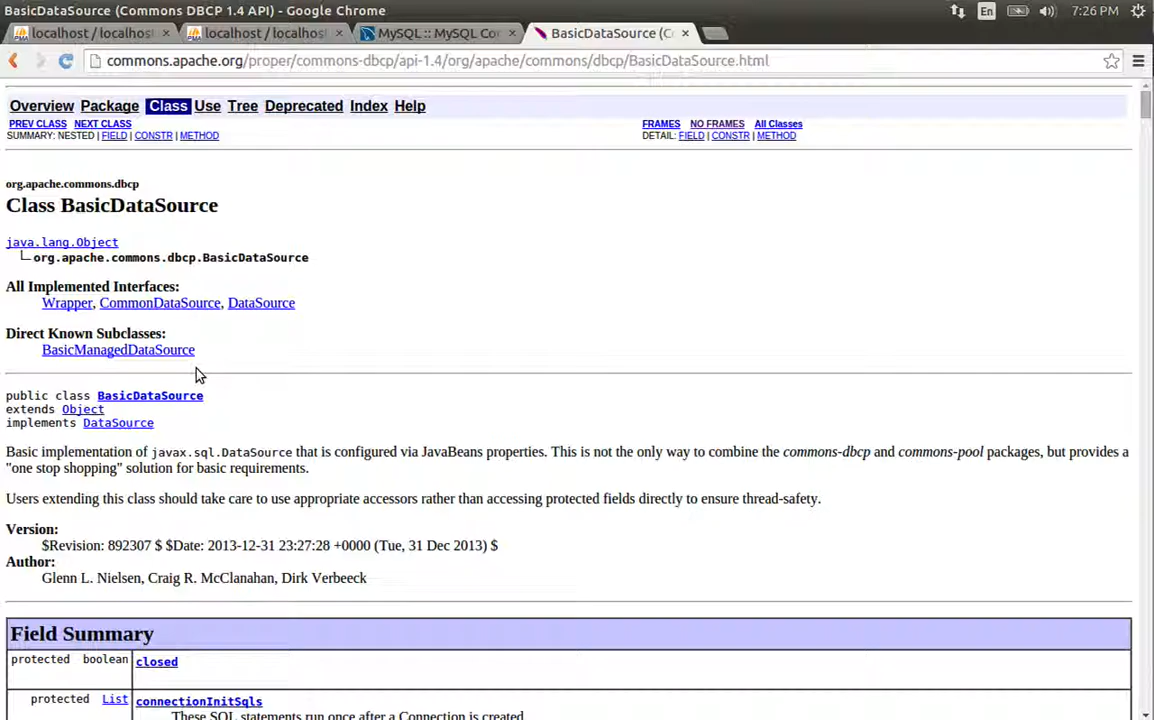 BasicDataSource (Commons DBCP 1.4 API) - Google Chrome
En
7:26 PM
localhost / localhos ×
localhost / localhos ×
MySQL :: MySQL Co ×
BasicDataSource (C ×
commons.apache.org/proper/commons-dbcp/api-1.4/org/apache/commons/dbcp/BasicDataSource.html
Overview Package Class Use Tree Deprecated Index Help
PREV CLASS NEXT CLASS
FRAMES NO FRAMES All Classes
SUMMARY: NESTED | FIELD | CONSTR | METHOD
DETAIL: FIELD | CONSTR | METHOD
org.apache.commons.dbcp
Class BasicDataSource
java.lang.Object
org.apache.commons.dbcp.BasicDataSource
All Implemented Interfaces:
Wrapper, CommonDataSource, DataSource
Direct Known Subclasses:
BasicManagedDataSource
public class BasicDataSource
extends Object
implements DataSource
Basic implementation of javax.sql.DataSource that is configured via JavaBeans properties. This is not the only way to combine the commons-dbcp and commons-pool packages, but provides a
"one stop shopping" solution for basic requirements.
Users extending this class should take care to use appropriate accessors rather than accessing protected fields directly to ensure thread-safety.
Version:
$Revision: 892307 $ $Date: 2013-12-31 23:27:28 +0000 (Tue, 31 Dec 2013) $
Author:
Glenn L. Nielsen, Craig R. McClanahan, Dirk Verbeeck
Field Summary
protected boolean closed
protected List connectionInitSqls
These SQL statements run once after a Connection is created